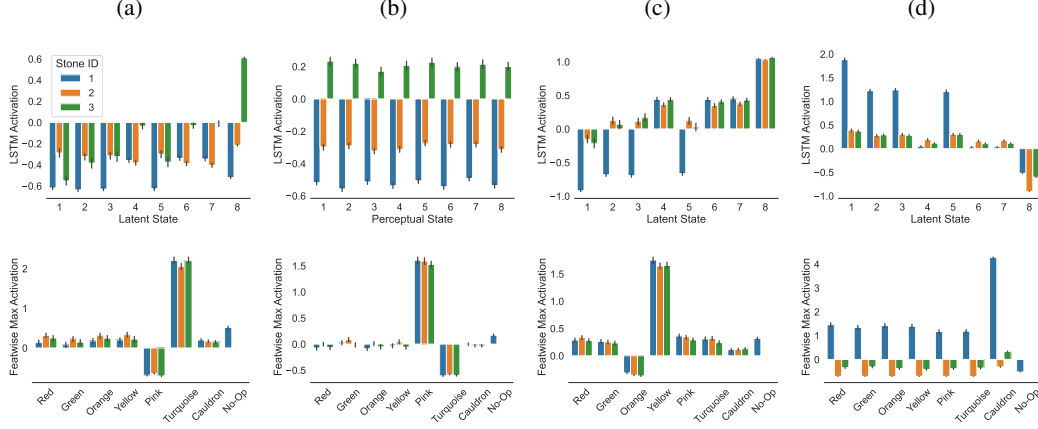 (a) (b) (c) (d)
LSTM Activation
0.6
0.4
0.2
0.0
−0.2
−0.4
−0.6
Stone ID
1
2
3
1 2 3 4 5 6 7 8
Latent State
LSTM Activation
0.2
0.0
−0.2
−0.4
−0.6
1 2 3 4 5 6 7 8
Perceptual State
LSTM Activation
1.0
0.5
0.0
−0.5
−1.0
1 2 3 4 5 6 7 8
Latent State
LSTM Activation
2.0
1.5
1.0
0.5
0.0
−0.5
−1.0
1 2 3 4 5 6 7 8
Latent State
Featwise Max Activation
2
1
0
Red Green Orange Yellow Pink Turquoise Cauldron No-Op
Featwise Max Activation
1.5
1.0
0.5
0.0
−0.5
Red Green Orange Yellow Pink Turquoise Cauldron No-Op
Featwise Max Activation
1.5
1.0
0.5
0.0
Red Green Orange Yellow Pink Turquoise Cauldron No-Op
Featwise Max Activation
4
3
2
1
0
Red Green Orange Yellow Pink Turquoise Cauldron No-Op